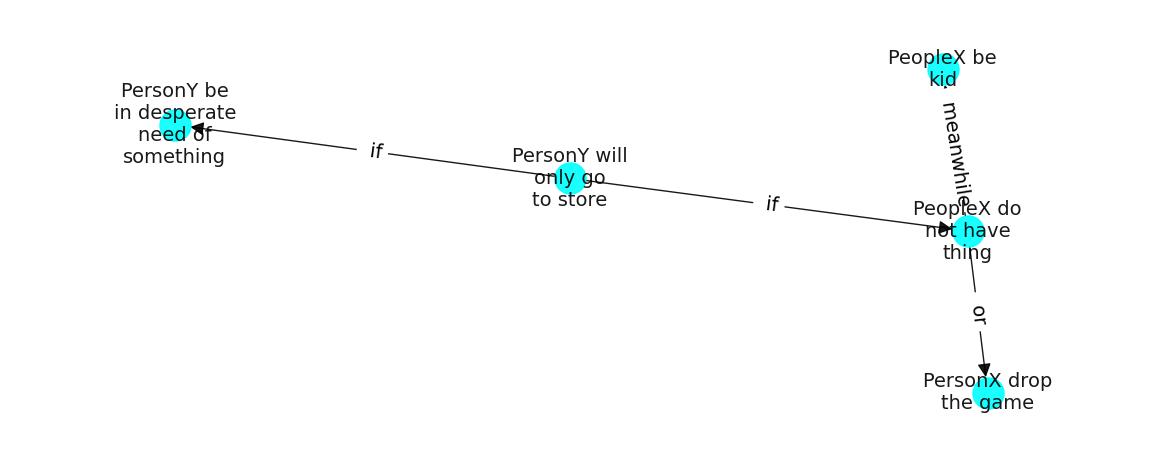 PersonY be
in desperate
need of
something
if
PersonY will
only go
to store
if
PeopleX be
kid
meanwhile
PeopleX do
not have
thing
or
PersonX drop
the game